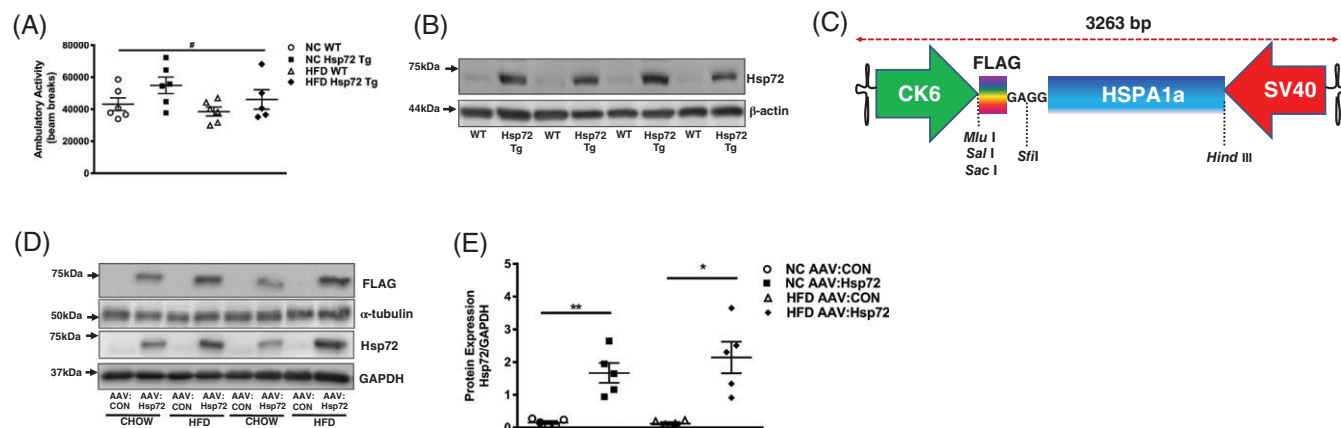 (A)
Ambulatory Activity
(beam breaks)
80000
60000
40000
20000
0
#
NC WT
NC Hsp72 Tg
HFD WT
HFD Hsp72 Tg
(B)
75kDa
Hsp72
44kDa
β-actin
WT Hsp72 Tg WT Hsp72 Tg WT Hsp72 Tg WT Hsp72 Tg
(C)
3263 bp
CK6
FLAG
GAGG
HSPA1a
SV40
Mlu I
Sal I
Sac I
SfiI
Hind III
(D)
75kDa
FLAG
50kDa
α-tubulin
75kDa
Hsp72
37kDa
GAPDH
AAV: AAV: AAV: AAV: AAV: AAV: AAV: AAV:
CON Hsp72 CON Hsp72 CON Hsp72 CON Hsp72
CHOW HFD CHOW HFD
(E)
Protein Expression
Hsp72/GAPDH
5
4
3
2
1
0
**
*
NC AAV:CON
NC AAV:Hsp72
HFD AAV:CON
HFD AAV:Hsp72